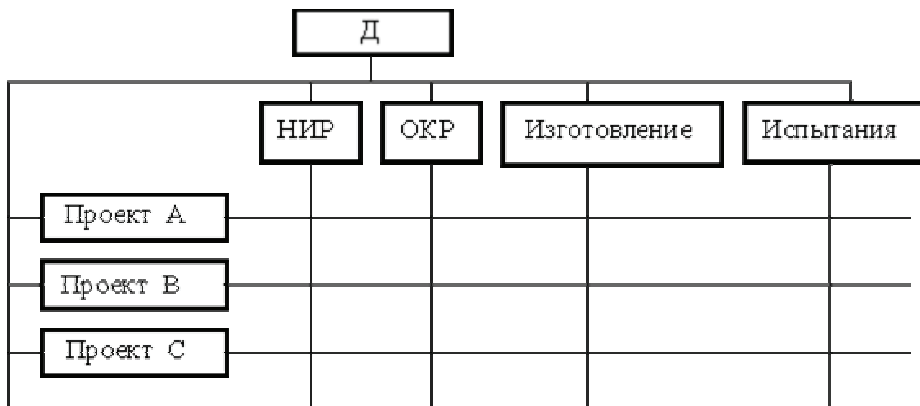 Д
НИР
ОКР
Изготовление
Испытания
Проект А
Проект В
Проект С